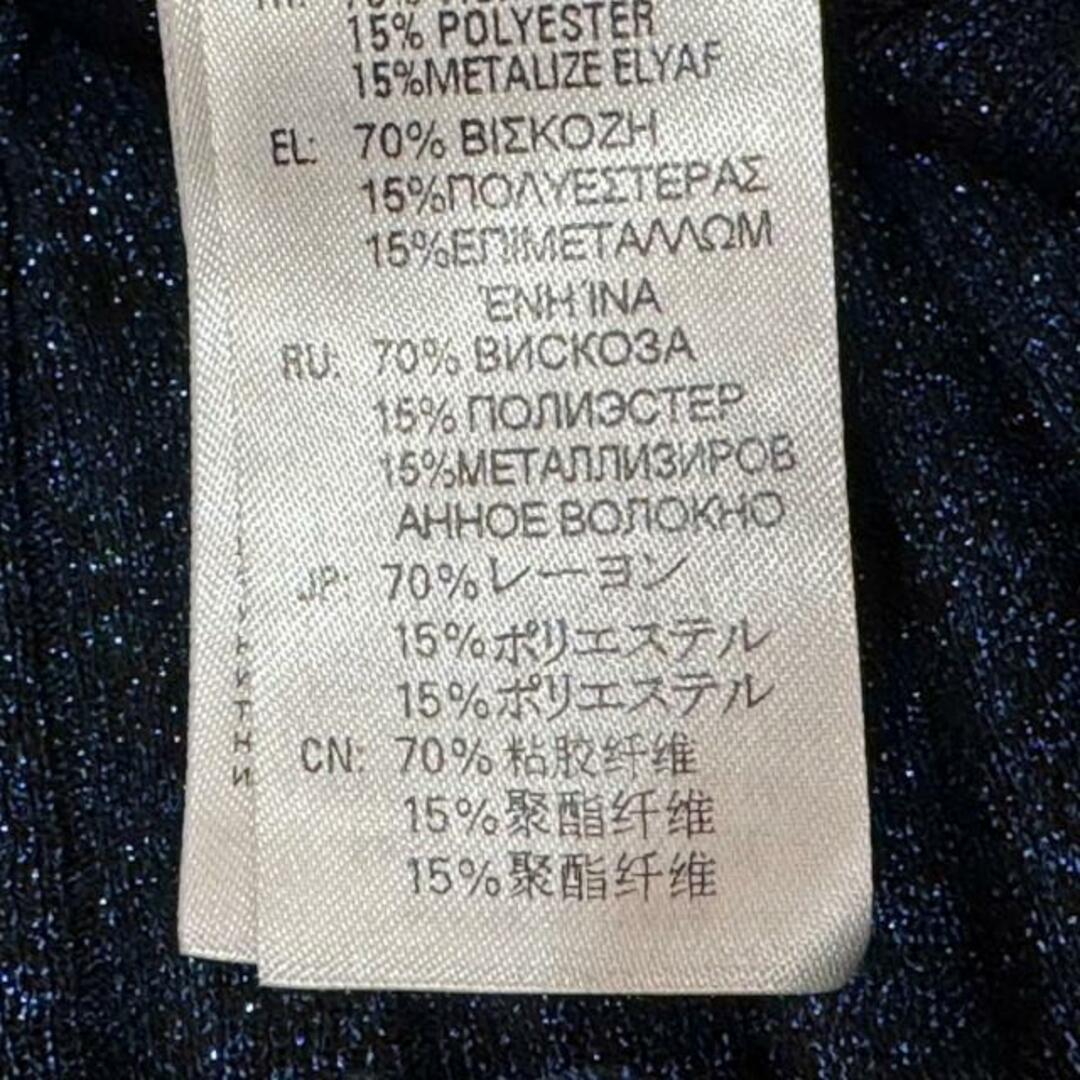 15% POLYESTER
15%METALIZE ELYAF
EL: 70% ΒΙΣΚΟΖΗ
15%ΠΟΛΥΕΣΤΕΡΑΣ
15%ΕΠΙΜΕΤΑΛΛΩΜ
ΈΝΗΊΝΑ
RU: 70% ВИСКОЗА
15% ПОЛИЭСТЕР
15%МЕТАЛЛИЗИРОВ
АННОЕ ВОЛОКНО
JP: 70%レーヨン
15%ポリエステル
15%ポリエステル
CN: 70%粘胶纤维
15%聚酯纤维
15%聚酯纤维